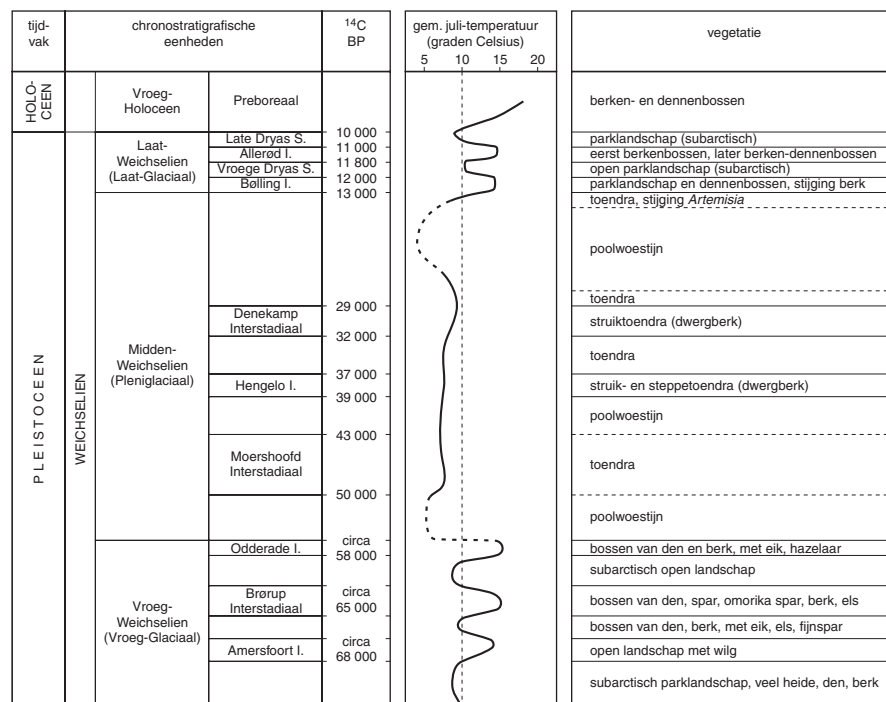 tijd-
vak
chronostratigrafische
eenheden
14C
BP
gem. juli-temperatuur
(graden Celsius)
5 10 15 20
vegetatie
HOLO-
CEEN
Vroeg-
Holoceen
Preboreaal
berken- en dennenbossen
10 000
PLEISTOCEEN
WEICHSELIEN
Laat-
Weichselien
(Laat-Glaciaal)
Late Dryas S.
parklandschap (subarctisch)
11 000
Allerød I.
eerst berkenbossen, later berken-dennenbossen
11 800
Vroege Dryas S.
open parklandschap (subarctisch)
12 000
Bølling I.
parklandschap en dennenbossen, stijging berk
13 000
toendra, stijging Artemisia
Midden-
Weichselien
(Pleniglaciaal)
poolwoestijn
toendra
29 000
Denekamp
Interstadiaal
struiktoendra (dwergberk)
32 000
toendra
37 000
Hengelo I.
struik- en steppetoendra (dwergberk)
39 000
poolwoestijn
43 000
Moershoofd
Interstadiaal
toendra
50 000
poolwoestijn
Vroeg-
Weichselien
(Vroeg-Glaciaal)
circa
58 000
Odderade I.
bossen van den en berk, met eik, hazelaar
subarctisch open landschap
circa
65 000
Brørup
Interstadiaal
bossen van den, spar, omorika spar, berk, els
bossen van den, berk, met eik, els, fijnspar
circa
68 000
Amersfoort I.
open landschap met wilg
subarctisch parklandschap, veel heide, den, berk